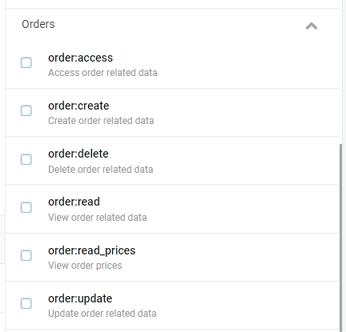 Orders
order:access
Access order related data
order:create
Create order related data
order:delete
Delete order related data
order:read
View order related data
order:read_prices
View order prices
order:update
Update order related data